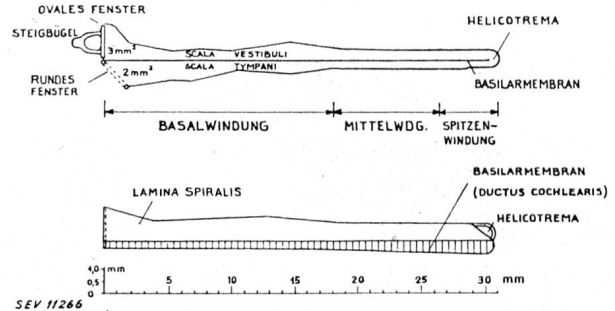 OVALES FENSTER
STEIGBÜGEL
3mm²
SCALA VESTIBULI
SCALA TYMPANI
2mm²
RUNDES
FENSTER
HELICOTREMA
BASILARMEMBRAN
BASALWINDUNG
MITTELWDG.
SPITZEN-
WINDUNG
LAMINA SPIRALIS
BASILARMEMBRAN
(DUCTUS COCHLEARIS)
HELICOTREMA
4,0 mm
0,5
0
5 10 15 20 25 30 mm
SEV 11266